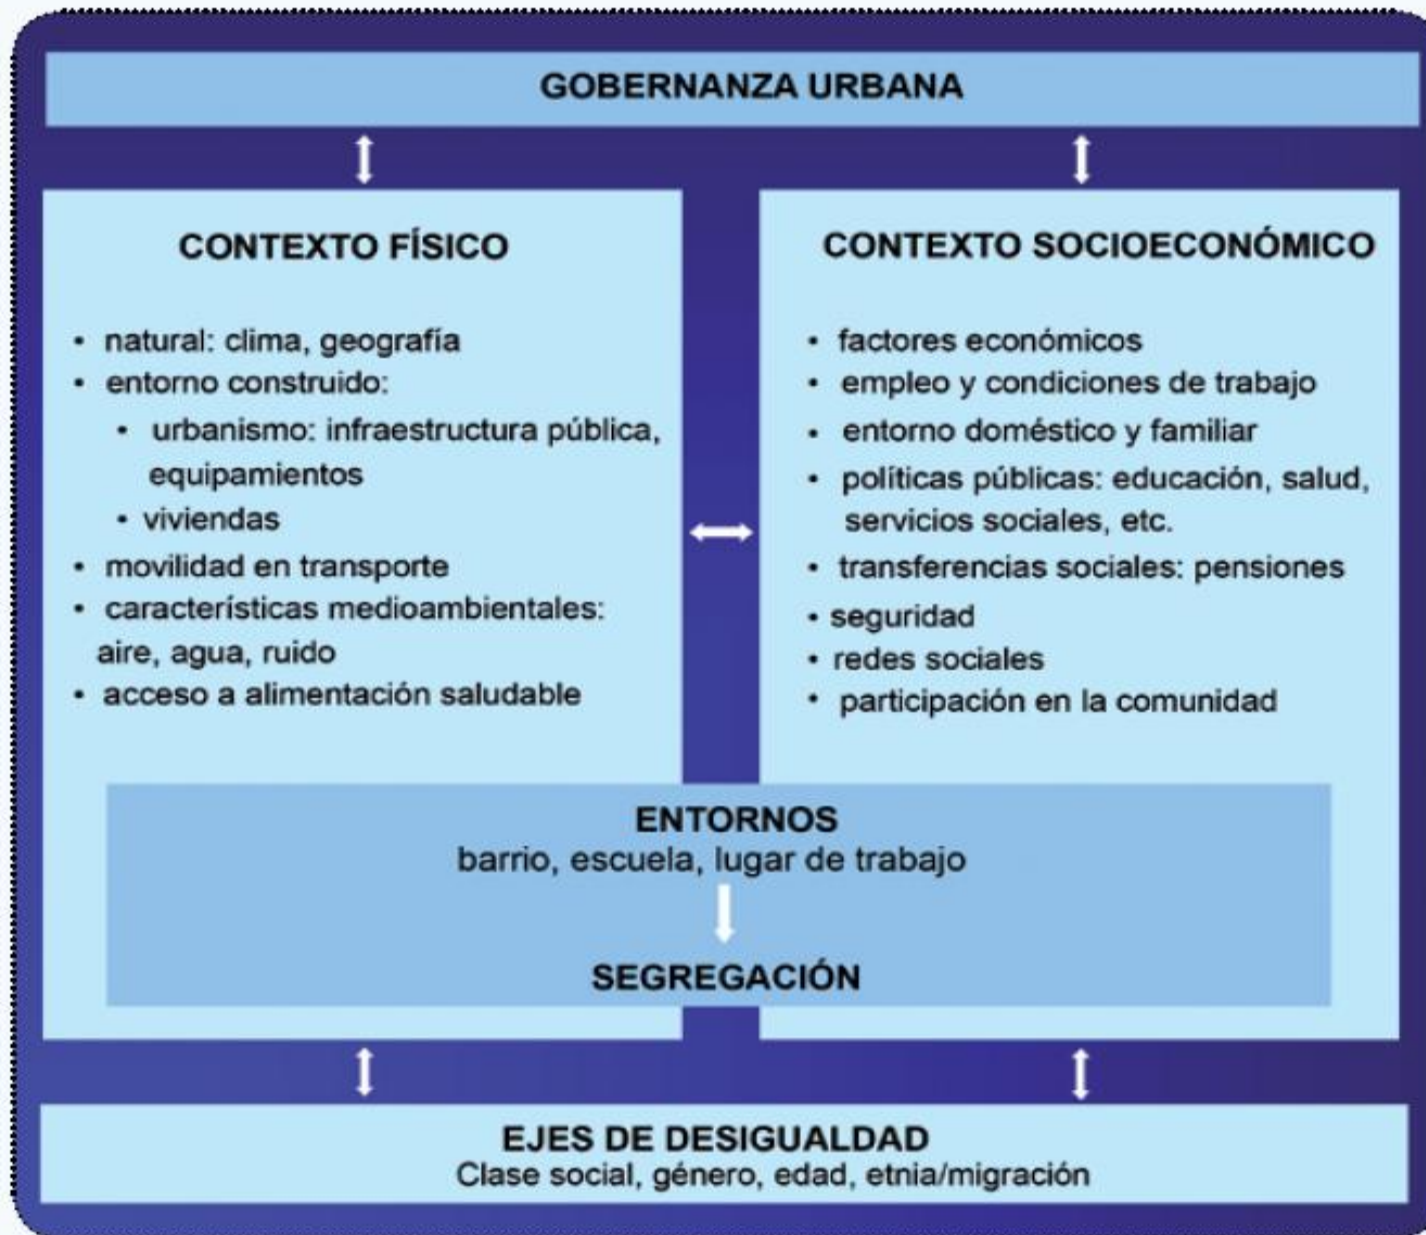 GOBERNANZA URBANA
CONTEXTO FÍSICO
• natural: clima, geografía
• entorno construido:
• urbanismo: infraestructura pública,
equipamientos
• viviendas
• movilidad en transporte
• características medioambientales:
aire, agua, ruido
• acceso a alimentación saludable
CONTEXTO SOCIOECONÓMICO
• factores económicos
• empleo y condiciones de trabajo
• entorno doméstico y familiar
• políticas públicas: educación, salud,
servicios sociales, etc.
• transferencias sociales: pensiones
• seguridad
• redes sociales
• participación en la comunidad
ENTORNOS
barrio, escuela, lugar de trabajo
SEGREGACIÓN
EJES DE DESIGUALDAD
Clase social, género, edad, etnia/migración